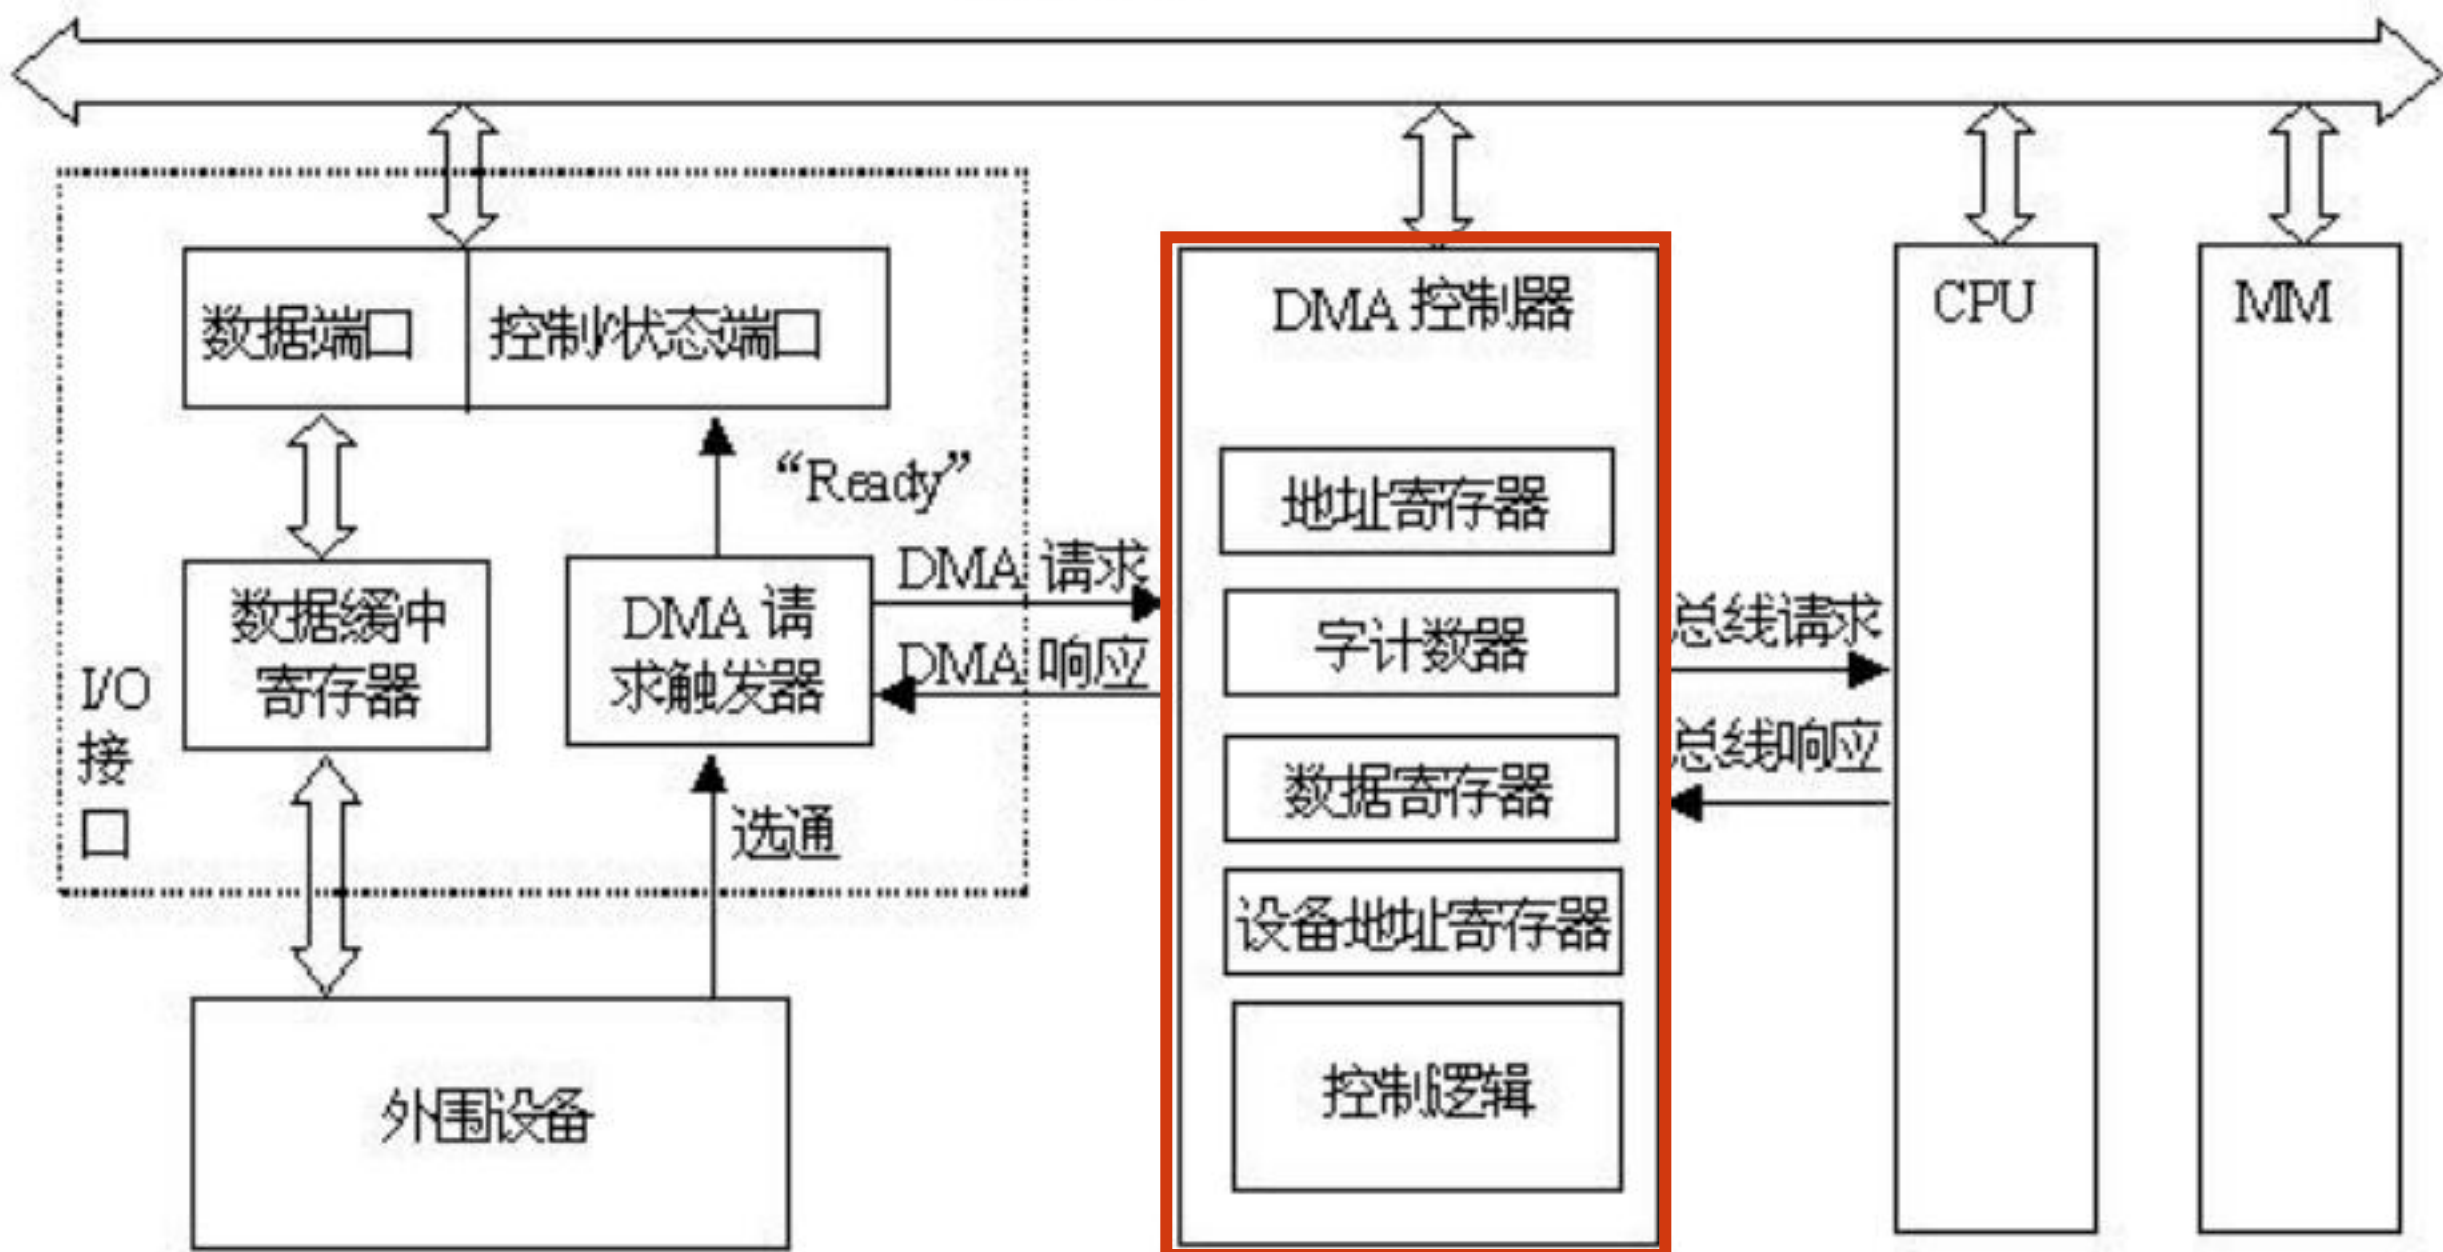 数据端口
控制/状态端口
“Ready”
数据缓中
寄存器
DMA 请
求触发器
I/O
接
口
选通
外围设备
DMA 请求
DMA 响应
DMA 控制器
地址寄存器
字计数器
数据寄存器
设备地址寄存器
控制逻辑
总线请求
总线响应
CPU
MM